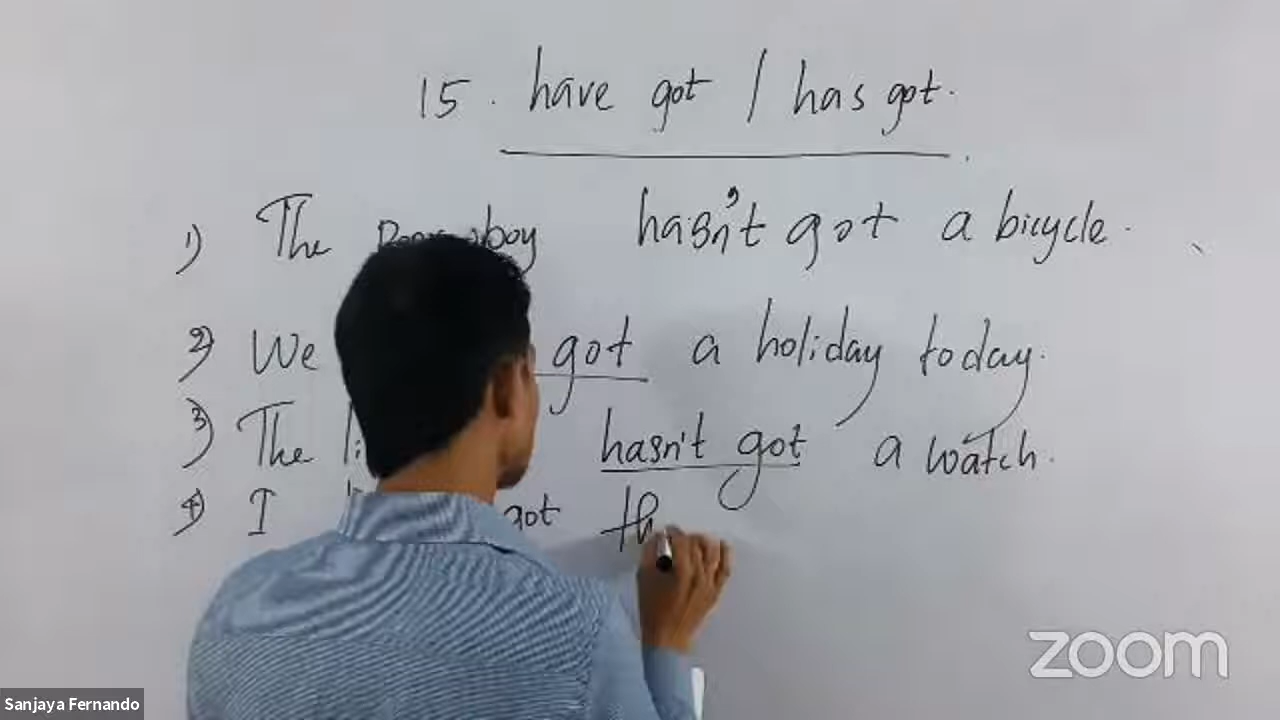 15. have got / has got.
1) The boy hasn't got a bicycle.
2) We got a holiday today.
3) The hasn't got a watch.
4) I got th
zoom
Sanjaya Fernando